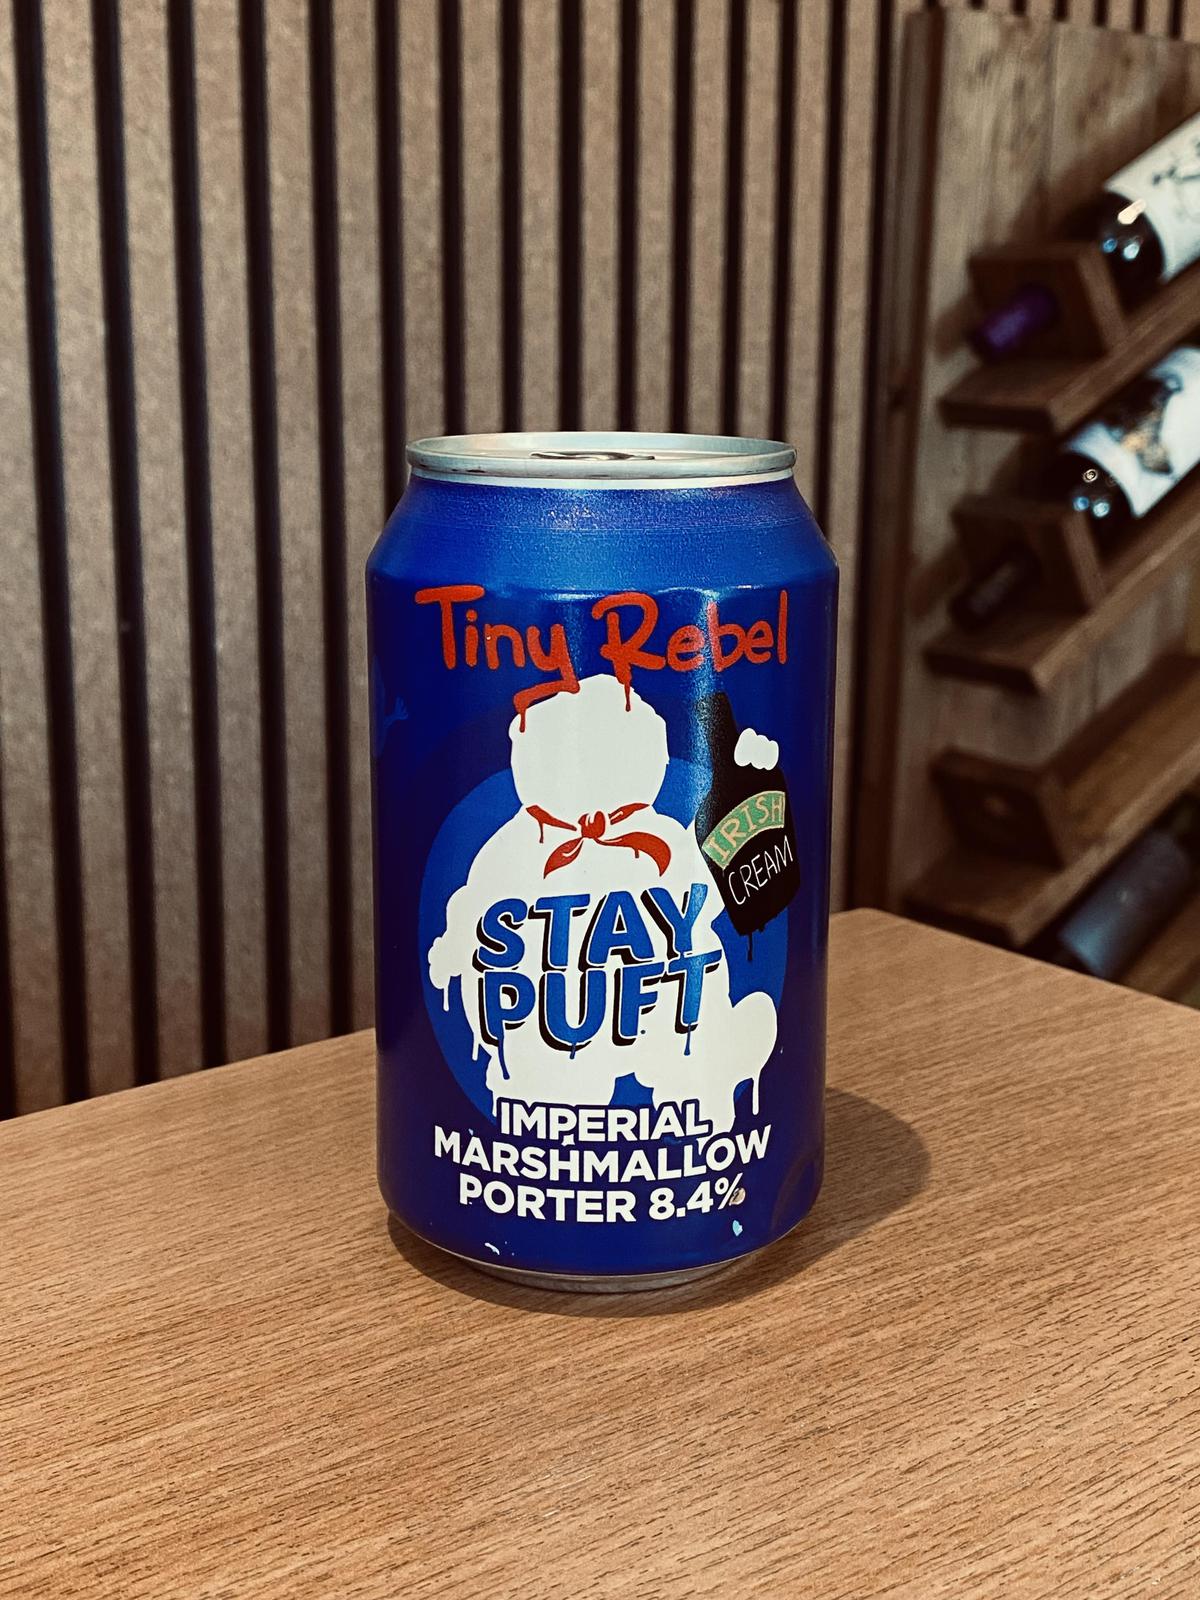 Tiny Rebel
IRISH
CREAM
STAY
PUFT
IMPERIAL
MARSHMALLOW
PORTER 8.4%